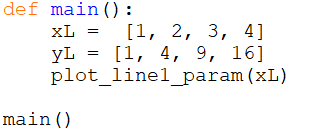 def main():
    xL =  [1, 2, 3, 4]
    yL = [1, 4, 9, 16]
    plot_line1_param(xL)

main()